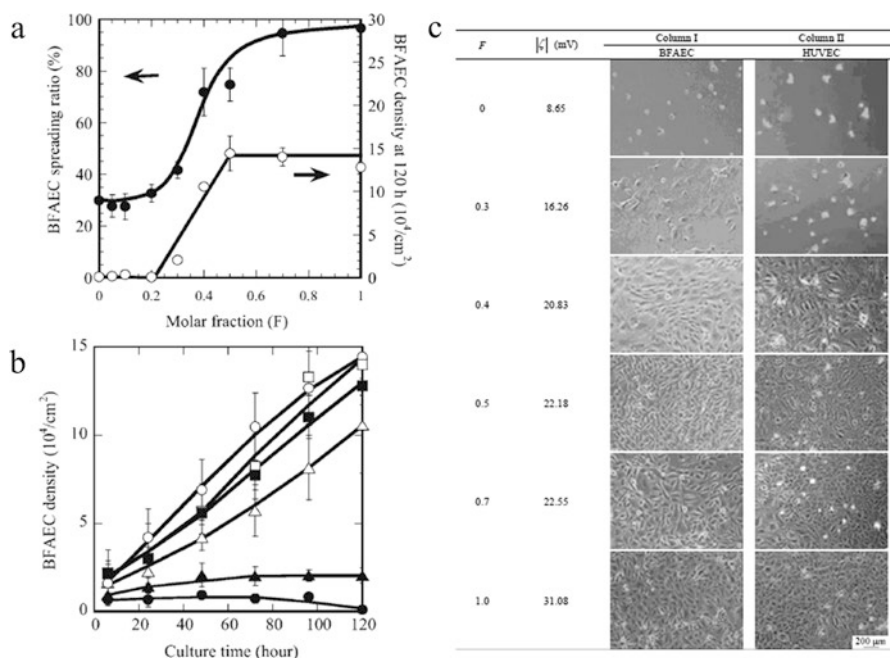 a
100
80
60
40
20
0
BFAEC spreading ratio (%)
30
25
20
15
10
5
0
BFAEC density at
120 h (10⁴/cm²)
0 0.2 0.4 0.6 0.8 1
Molar fraction (F)
b
15
10
5
0
BFAEC density (10⁴/cm²)
0 20 40 60 80 100 120
Culture time (hour)
c
F |ζ| (mV) Column I Column II
BFAEC HUVEC
0 8.65
0.3 16.26
0.4 20.83
0.5 22.18
0.7 22.55
1.0 31.08
200 μm